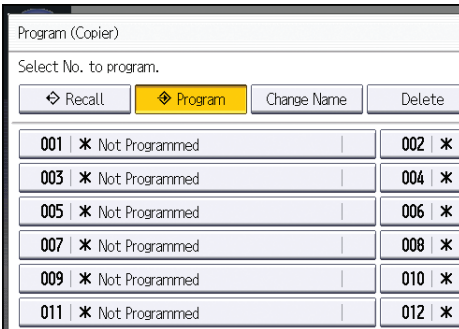 Program (Copier)
Select No. to program.
Recall Program Change Name Delete
001 * Not Programmed 002 *
003 * Not Programmed 004 *
005 * Not Programmed 006 *
007 * Not Programmed 008 *
009 * Not Programmed 010 *
011 * Not Programmed 012 *